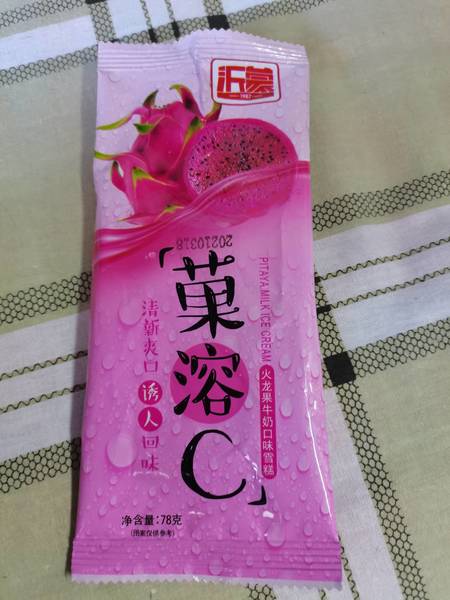 沂蒙
1987
20210318
PITAYA MILK ICE CREAM
火龙果牛奶口味雪糕
「菓溶C」
清新爽口
诱人回味
净含量:78克
(图案仅供参考)